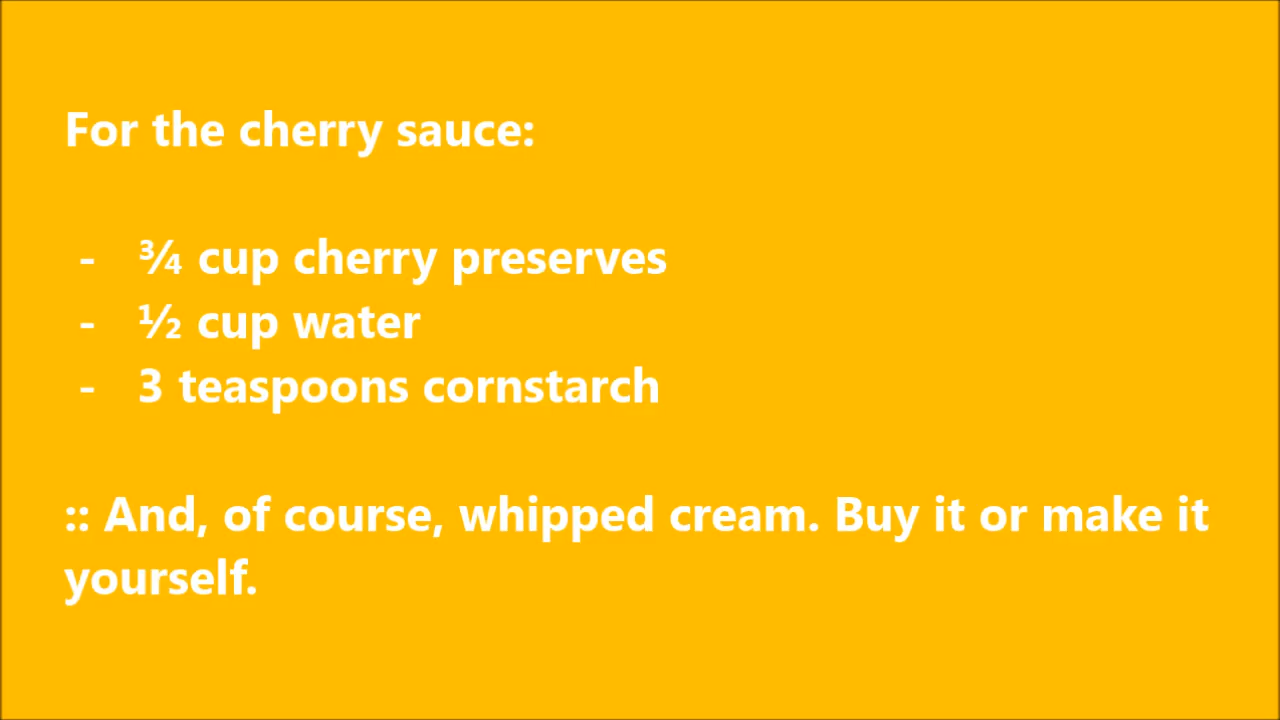 For the cherry sauce:
- ¾ cup cherry preserves
- ½ cup water
- 3 teaspoons cornstarch
:: And, of course, whipped cream. Buy it or make it
yourself.